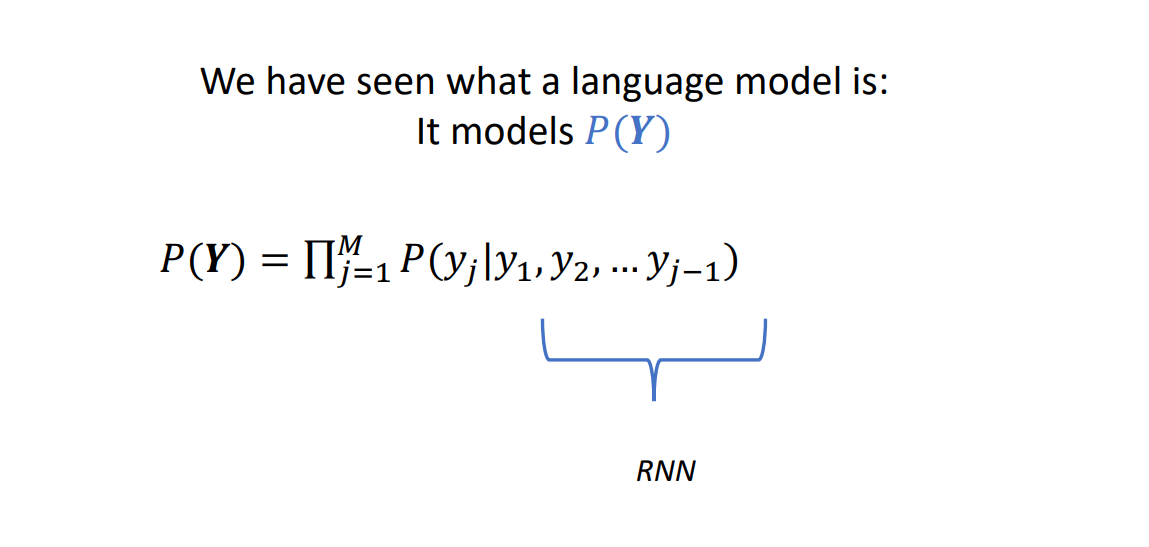 We have seen what a language model is:
It models P(Y)
P(Y) = ∏_{j=1}^{M} P(y_j|y_1, y_2, … y_{j−1})
RNN